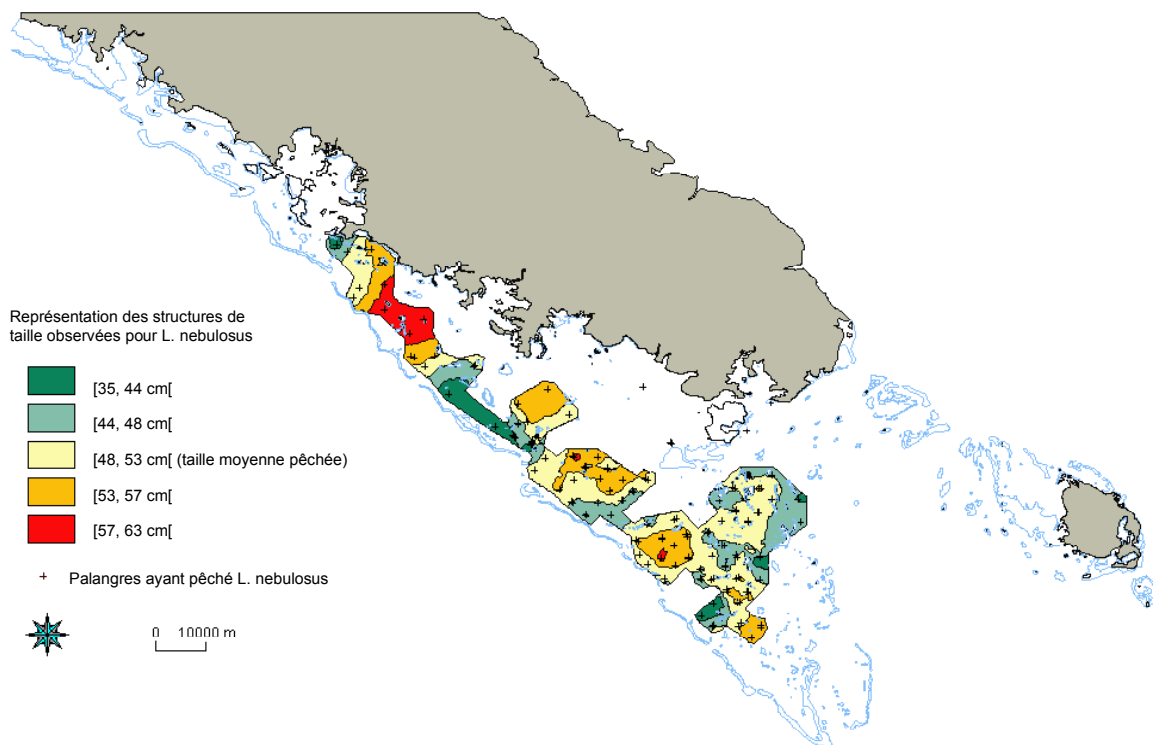 Représentation des structures de
taille observées pour L. nebulosus
[35, 44 cm[
[44, 48 cm[
[48, 53 cm[ (taille moyenne pêchée)
[53, 57 cm[
[57, 63 cm[
+ Palangres ayant pêché L. nebulosus
0 10000 m